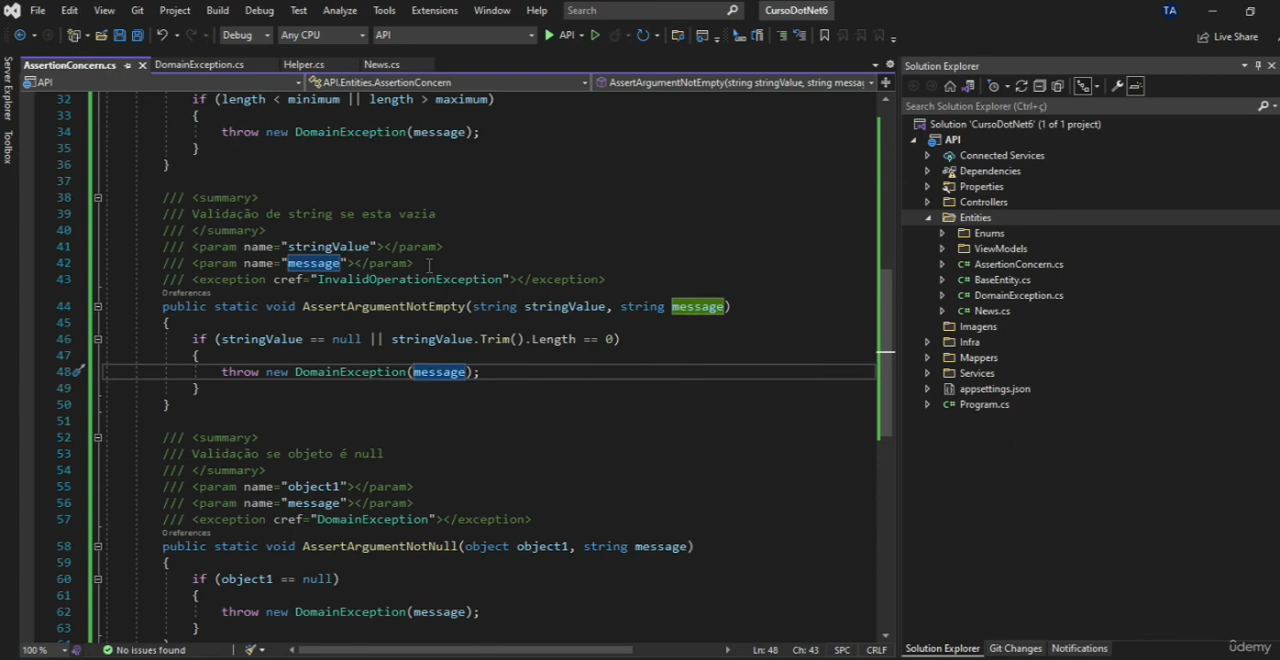 File Edit View Git Project Build Debug Test Analyze Tools Extensions Window Help Search CursoDotNet6 TA
Debug Any CPU API API Live Share
Server Explorer
Toolbox
AssertionConcern.cs DomainException.cs Helper.cs News.cs
API API.Entities.AssertionConcern AssertArgumentNotEmpty(string stringValue, string messag
32 if (length < minimum || length > maximum)
33 {
34 throw new DomainException(message);
35 }
36 }
37
38 /// <summary>
39 /// Validação de string se esta vazia
40 /// </summary>
41 /// <param name="stringValue"></param>
42 /// <param name="message"></param>
43 /// <exception cref="InvalidOperationException"></exception>
0 references
44 public static void AssertArgumentNotEmpty(string stringValue, string message)
45 {
46 if (stringValue == null || stringValue.Trim().Length == 0)
47 {
48 throw new DomainException(message);
49 }
50 }
51
52 /// <summary>
53 /// Validação se objeto é null
54 /// </summary>
55 /// <param name="object1"></param>
56 /// <param name="message"></param>
57 /// <exception cref="DomainException"></exception>
0 references
58 public static void AssertArgumentNotNull(object object1, string message)
59 {
60 if (object1 == null)
61 {
62 throw new DomainException(message);
63 }
100 % No issues found Ln: 48 Ch: 43 SPC CRLF
Solution Explorer
Search Solution Explorer (Ctrl+ç)
Solution 'CursoDotNet6' (1 of 1 project)
API
Connected Services
Dependencies
Properties
Controllers
Entities
Enums
ViewModels
C# AssertionConcern.cs
C# BaseEntity.cs
C# DomainException.cs
C# News.cs
Imagens
Infra
Mappers
Services
appsettings.json
C# Program.cs
Solution Explorer Git Changes Notifications
ûdemy